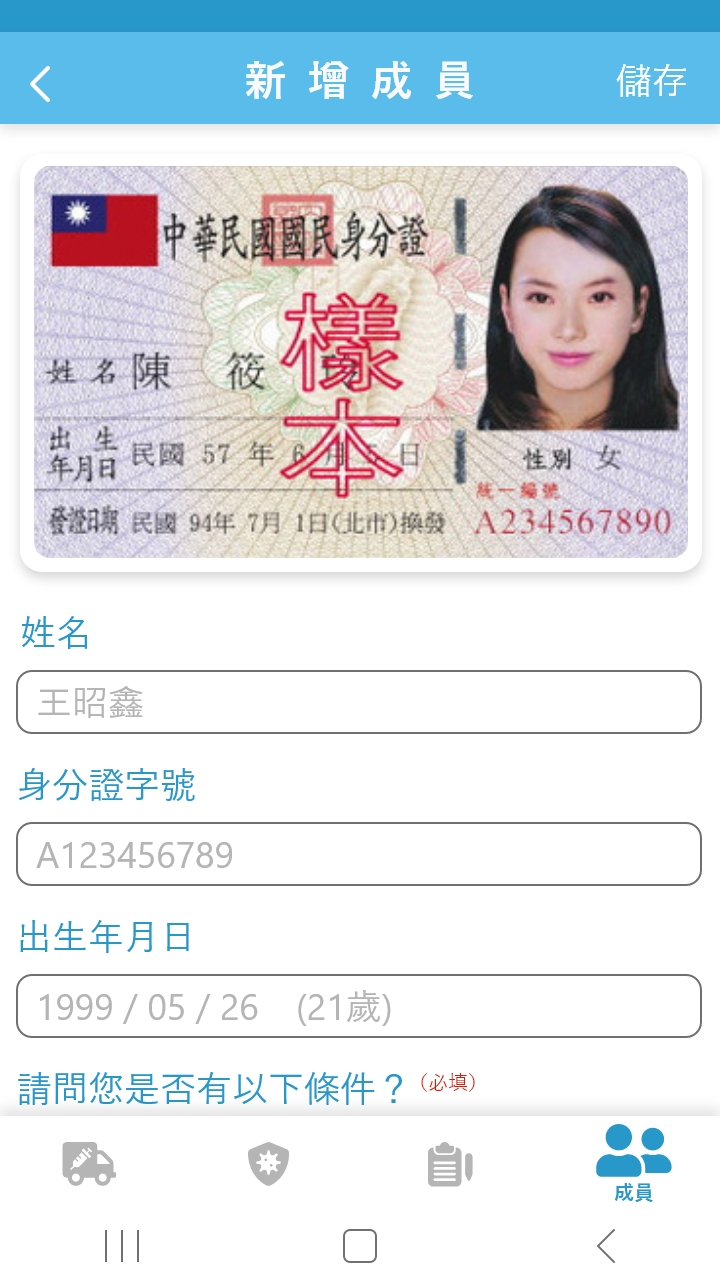 新增成員
儲存
中華民國國民身分證
樣本
姓名 陳 筱
出生年月日 民國 57 年 6 月 5 日
性別 女
統一編號
A234567890
發證日期 民國 94年 7月 1日(北市)換發
姓名
王昭鑫
身分證字號
A123456789
出生年月日
1999 / 05 / 26 (21歲)
請問您是否有以下條件？（必填）
成員